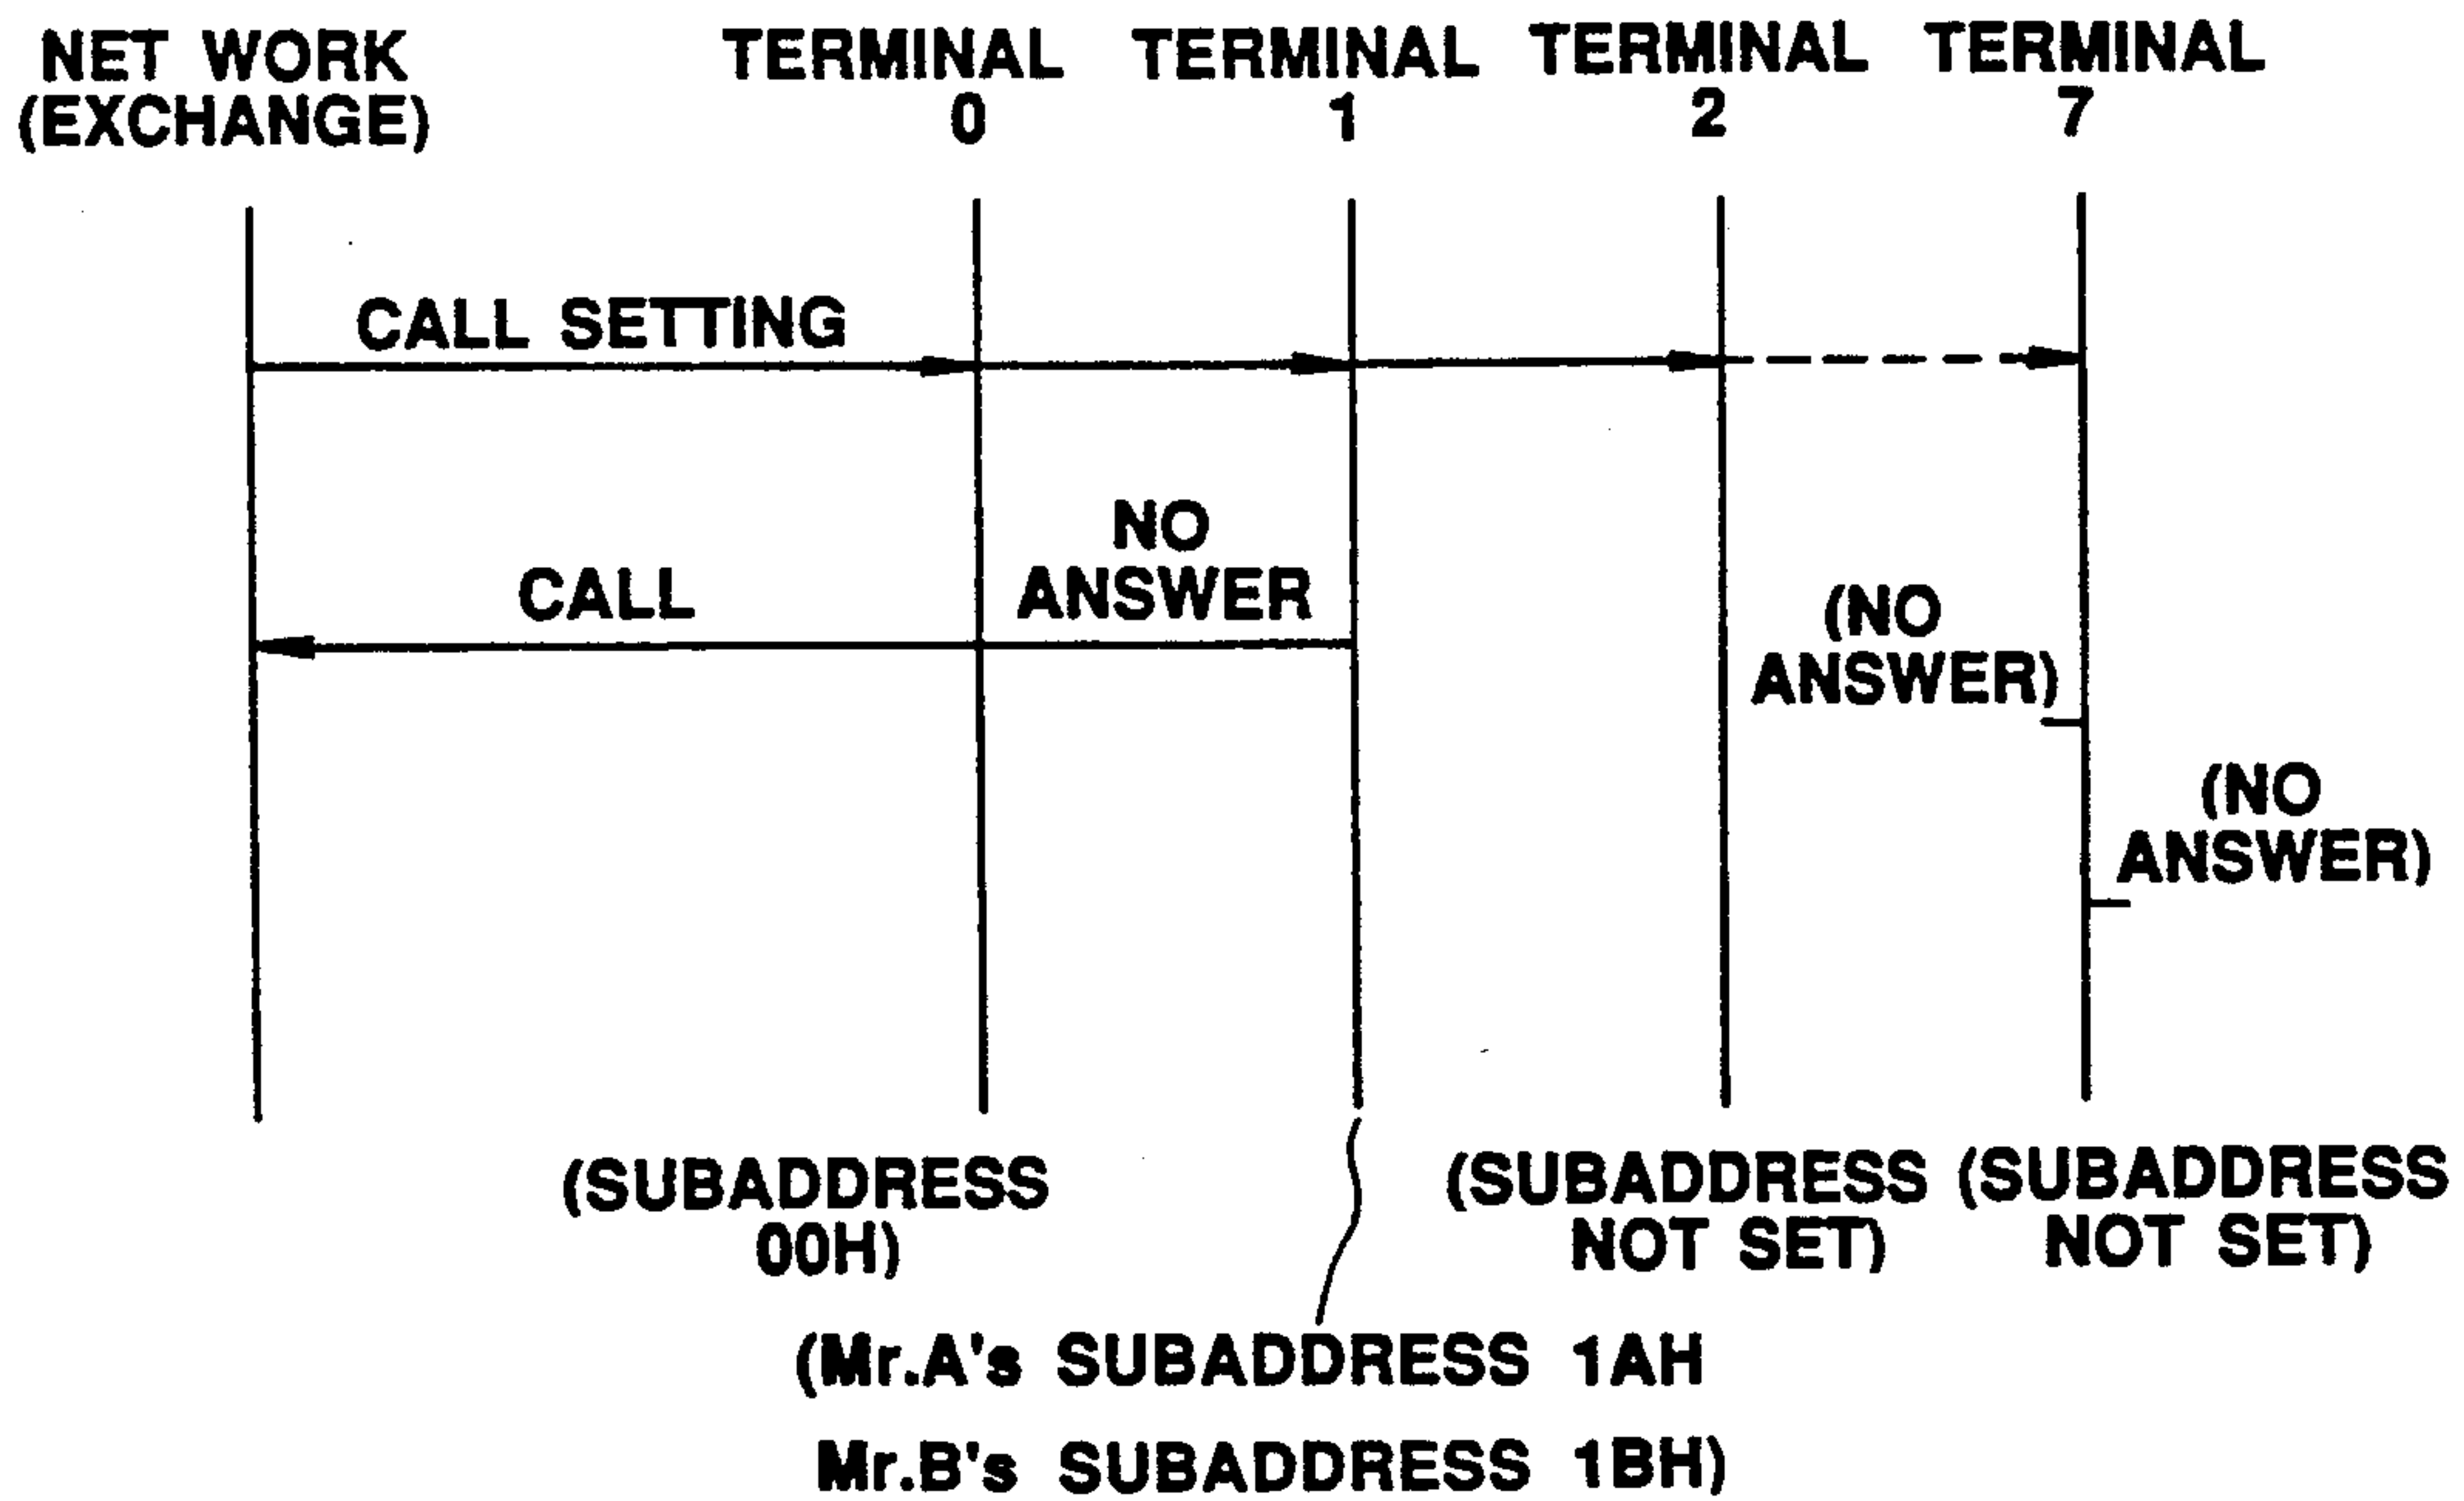 NET WORK
(EXCHANGE)
TERMINAL
0
TERMINAL
1
TERMINAL
2
TERMINAL
7
CALL SETTING
CALL
NO
ANSWER
(NO
ANSWER)
(NO
ANSWER)
(SUBADDRESS
00H)
(SUBADDRESS
NOT SET)
(SUBADDRESS
NOT SET)
(Mr.A's SUBADDRESS 1AH
Mr.B's SUBADDRESS 1BH)